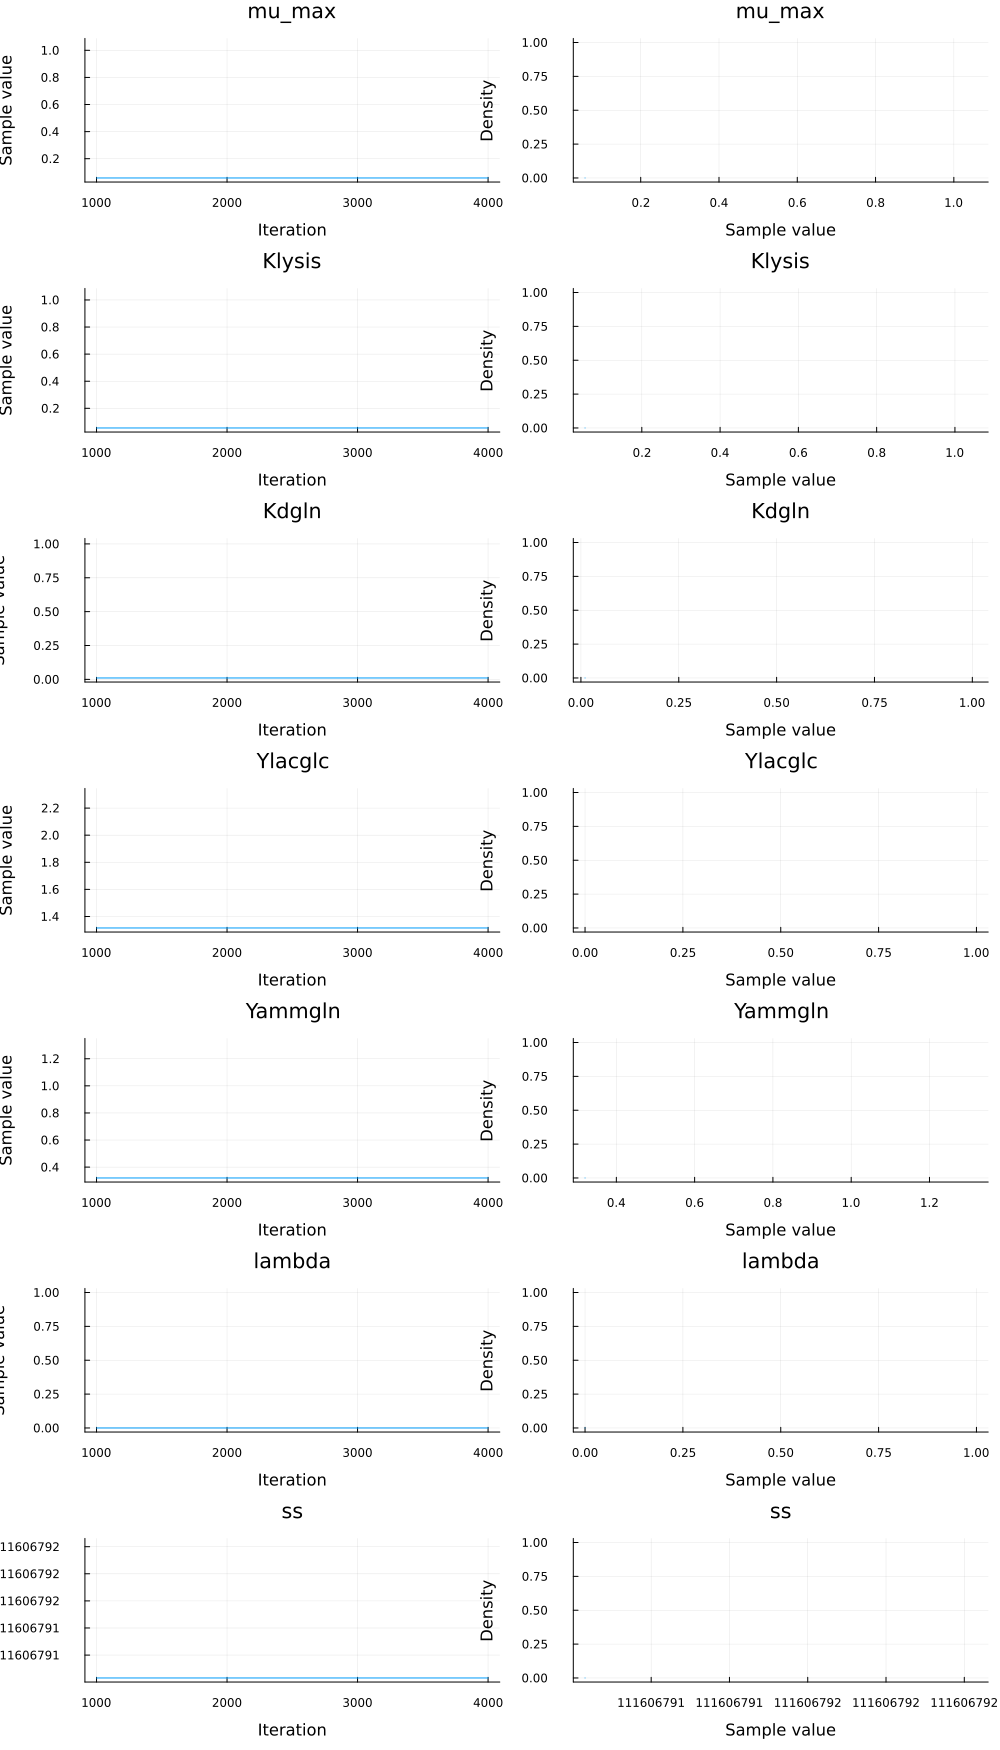 mu_max mu_max
Sample value
1.0
0.8
0.6
0.4
0.2
1000 2000 3000 4000
Iteration
Density
1.00
0.75
0.50
0.25
0.00
0.2 0.4 0.6 0.8 1.0
Sample value
Klysis Klysis
Sample value
1.0
0.8
0.6
0.4
0.2
1000 2000 3000 4000
Iteration
Density
1.00
0.75
0.50
0.25
0.00
0.2 0.4 0.6 0.8 1.0
Sample value
Kdgln Kdgln
Sample value
1.00
0.75
0.50
0.25
0.00
1000 2000 3000 4000
Iteration
Density
1.00
0.75
0.50
0.25
0.00
0.00 0.25 0.50 0.75 1.00
Sample value
Ylacglc Ylacglc
Sample value
2.2
2.0
1.8
1.6
1.4
1000 2000 3000 4000
Iteration
Density
1.00
0.75
0.50
0.25
0.00
0.00 0.25 0.50 0.75 1.00
Sample value
Yammgln Yammgln
Sample value
1.2
1.0
0.8
0.6
0.4
1000 2000 3000 4000
Iteration
Density
1.00
0.75
0.50
0.25
0.00
0.4 0.6 0.8 1.0 1.2
Sample value
lambda lambda
Sample value
1.00
0.75
0.50
0.25
0.00
1000 2000 3000 4000
Iteration
Density
1.00
0.75
0.50
0.25
0.00
0.00 0.25 0.50 0.75 1.00
Sample value
ss ss
11606792
11606792
11606792
11606791
11606791
1000 2000 3000 4000
Iteration
Density
1.00
0.75
0.50
0.25
0.00
111606791 111606791 111606792 111606792 111606792
Sample value